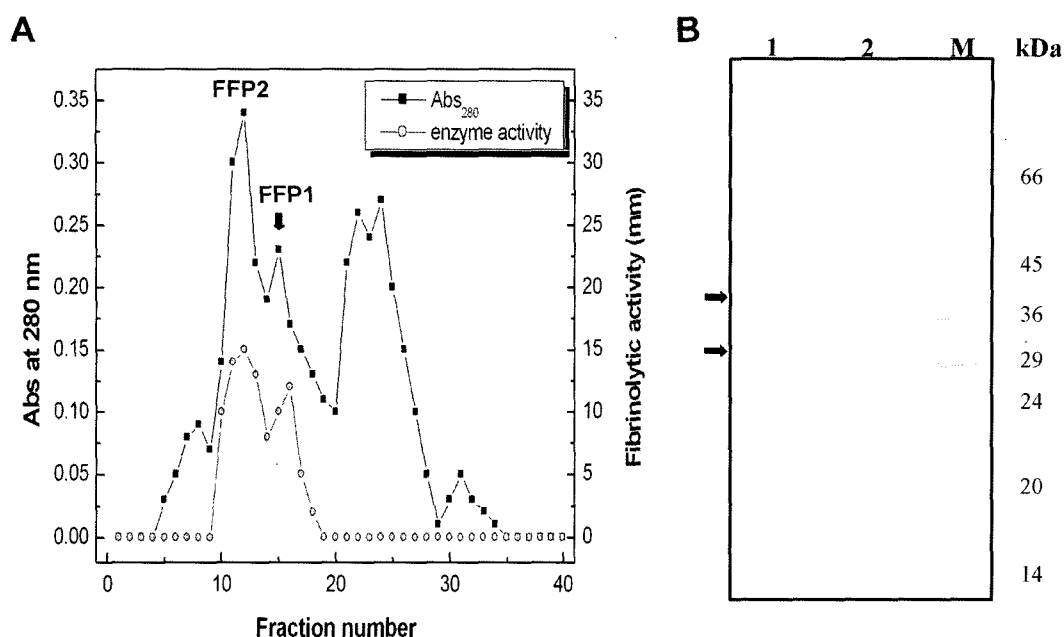 A
FFP2
FFP1
Abs280
enzyme activity
0.35
0.30
0.25
0.20
0.15
0.10
0.05
0.00
Abs at 280 nm
35
30
25
20
15
10
5
0
Fibrinolytic activity (mm)
0
10
20
30
40
Fraction number
B
1
2
M
kDa
66
45
36
29
24
20
14